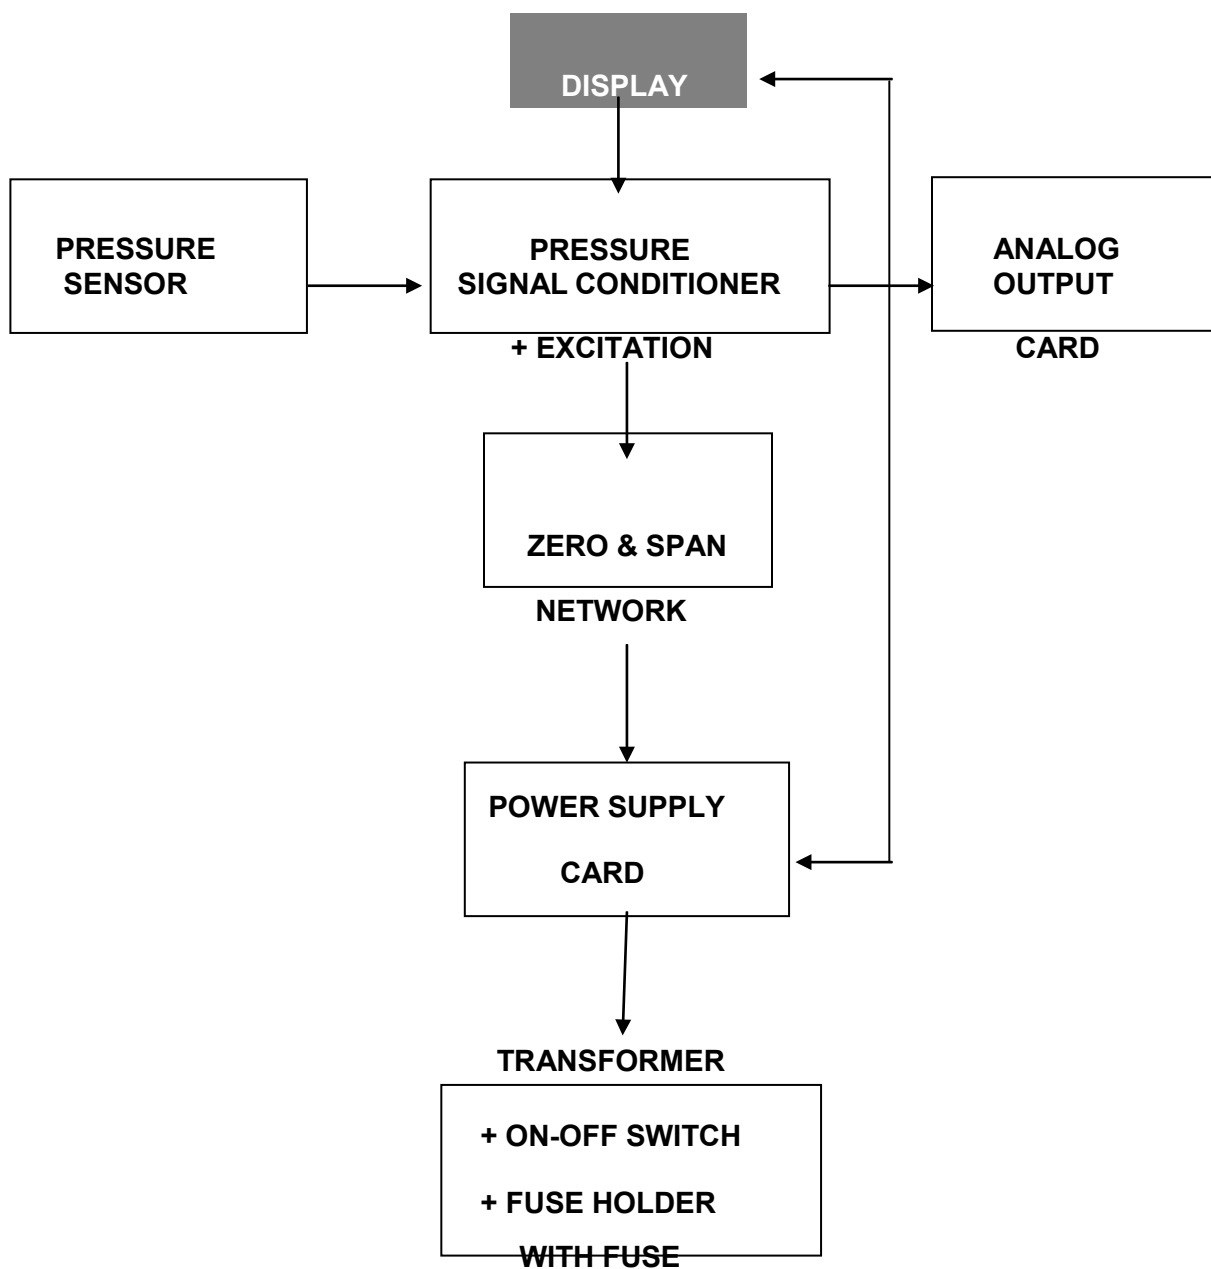 DISPLAY
PRESSURE
SENSOR
PRESSURE
SIGNAL CONDITIONER
+ EXCITATION
ANALOG
OUTPUT
CARD
ZERO & SPAN
NETWORK
POWER SUPPLY
CARD
TRANSFORMER
+ ON-OFF SWITCH
+ FUSE HOLDER
WITH FUSE